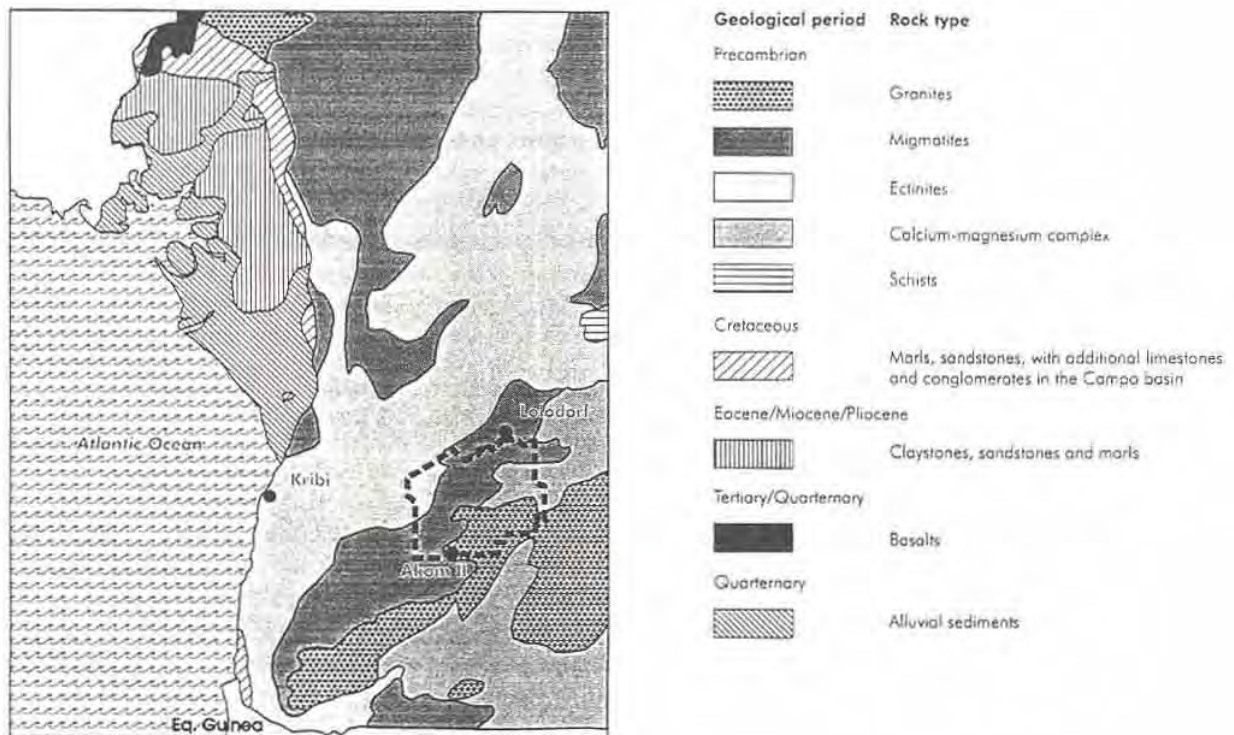 Geological period Rock type
Precambrian
Granites
Migmatites
Ectinites
Calcium-magnesium complex
Schists
Cretaceous
Marls, sandstones, with additional limestones
and conglomerates in the Campo basin
Eocene/Miocene/Pliocene
Claystones, sandstones and marls
Tertiary/Quarternary
Basalts
Quarternary
Alluvial sediments
Lolodorf
Atlantic Ocean
Kribi
Akom II
Eq. Guinea